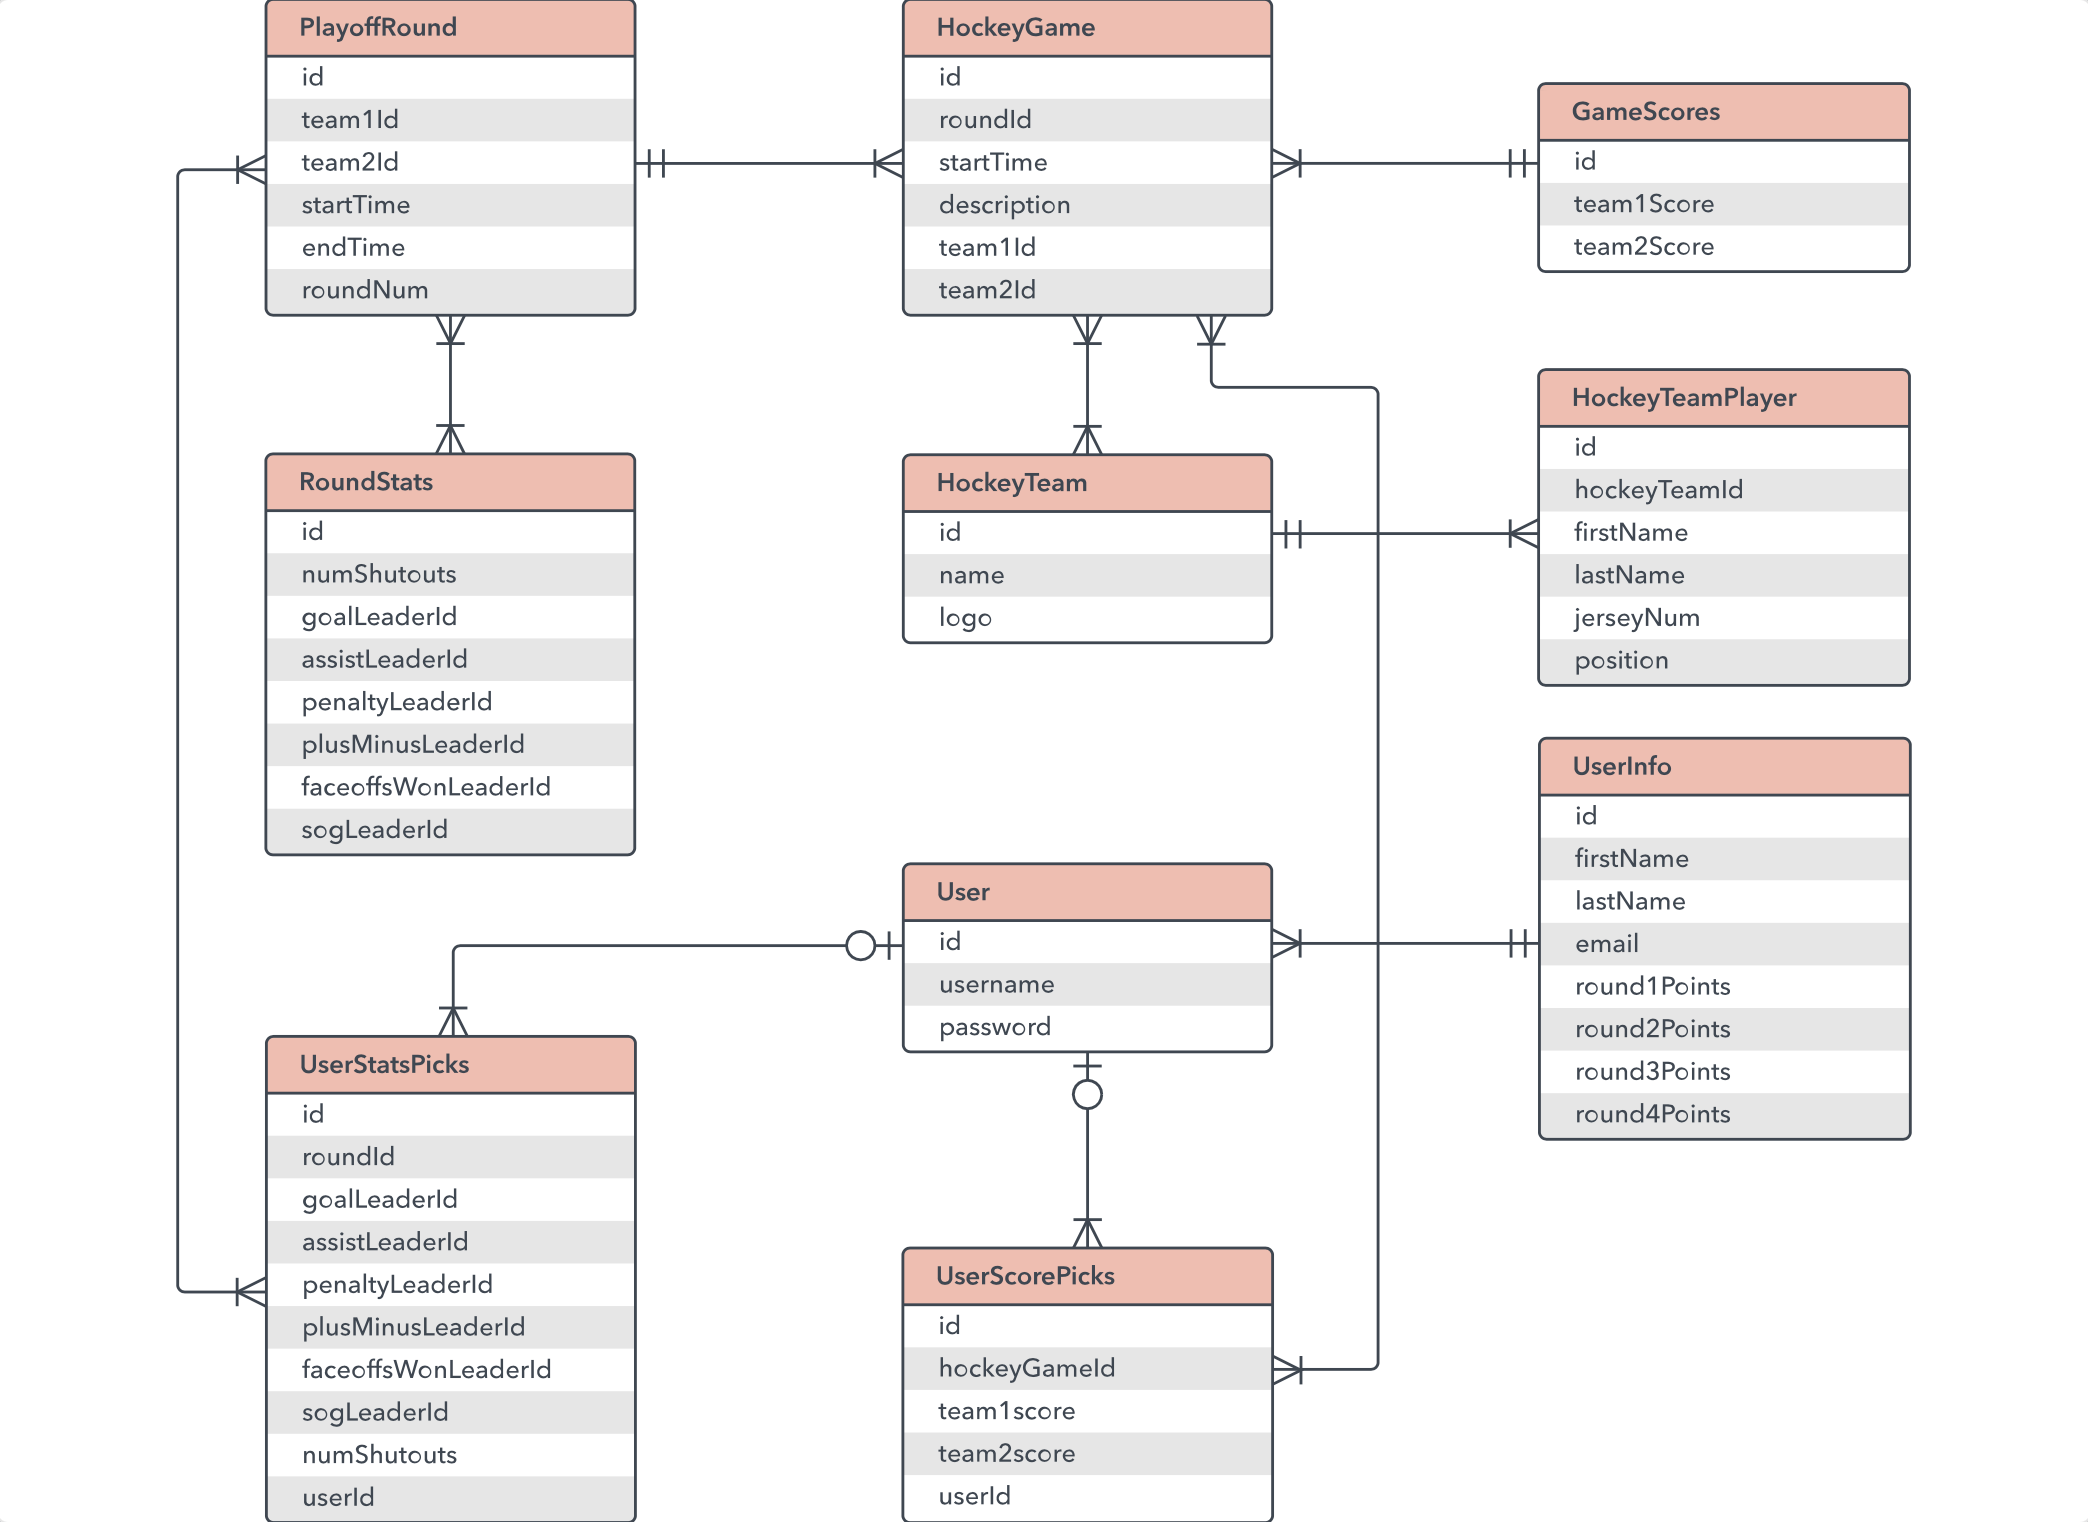 PlayoffRound
id
team1Id
team2Id
startTime
endTime
roundNum
HockeyGame
id
roundId
startTime
description
team1Id
team2Id
GameScores
id
team1Score
team2Score
RoundStats
id
numShutouts
goalLeaderId
assistLeaderId
penaltyLeaderId
plusMinusLeaderId
faceoffsWonLeaderId
sogLeaderId
HockeyTeam
id
name
logo
HockeyTeamPlayer
id
hockeyTeamId
firstName
lastName
jerseyNum
position
User
id
username
password
UserInfo
id
firstName
lastName
email
round1Points
round2Points
round3Points
round4Points
UserStatsPicks
id
roundId
goalLeaderId
assistLeaderId
penaltyLeaderId
plusMinusLeaderId
faceoffsWonLeaderId
sogLeaderId
numShutouts
userId
UserScorePicks
id
hockeyGameId
team1score
team2score
userId